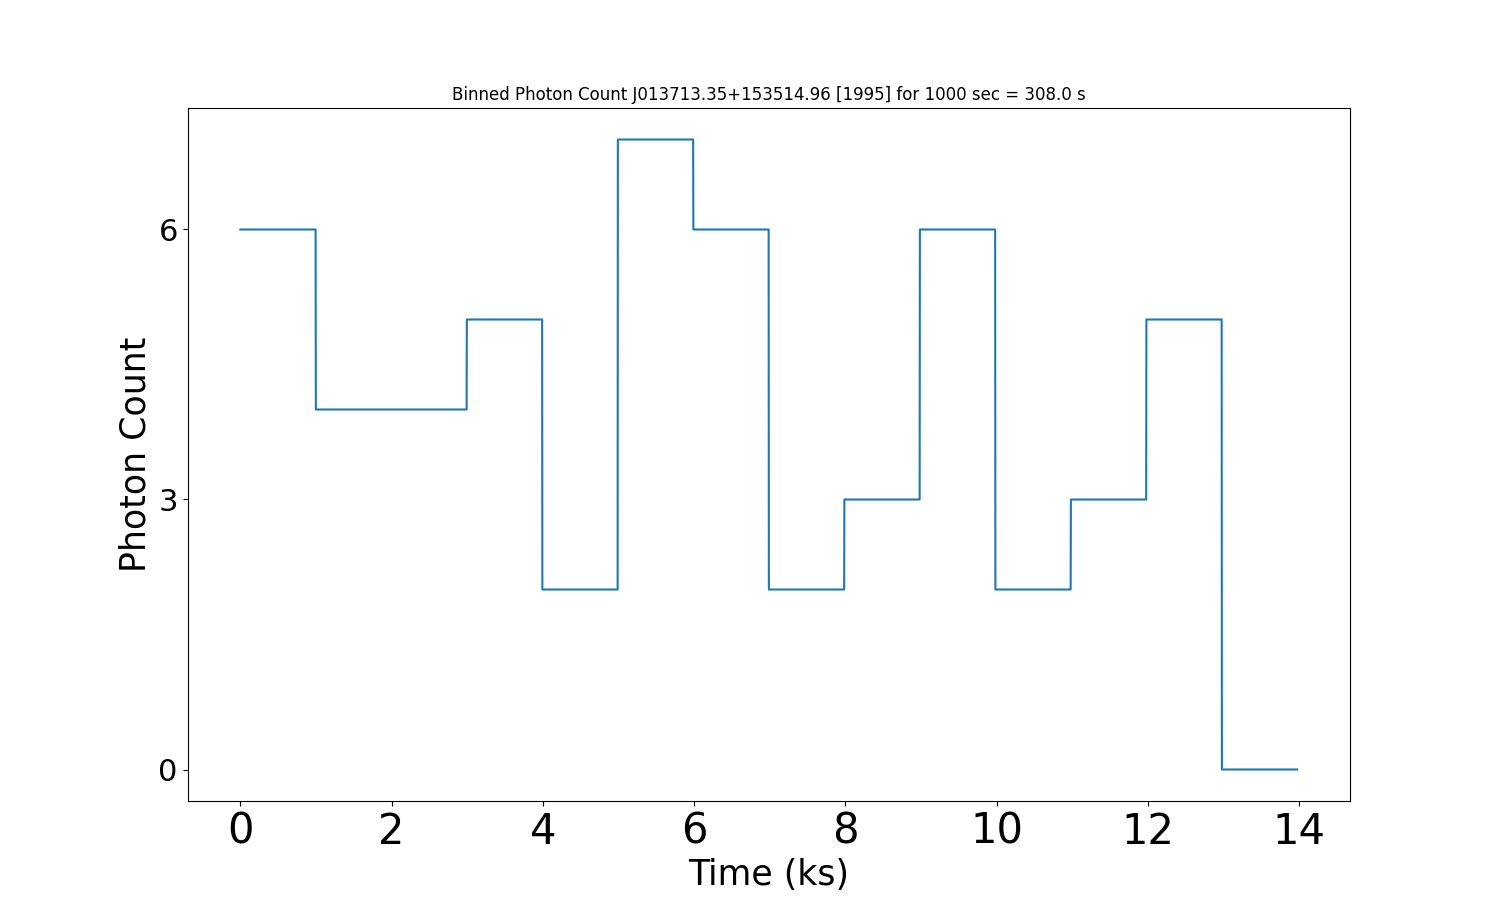 Binned Photon Count J013713.35+153514.96 [1995] for 1000 sec = 308.0 s
Photon Count
6
3
0
0 2 4 6 8 10 12 14
Time (ks)